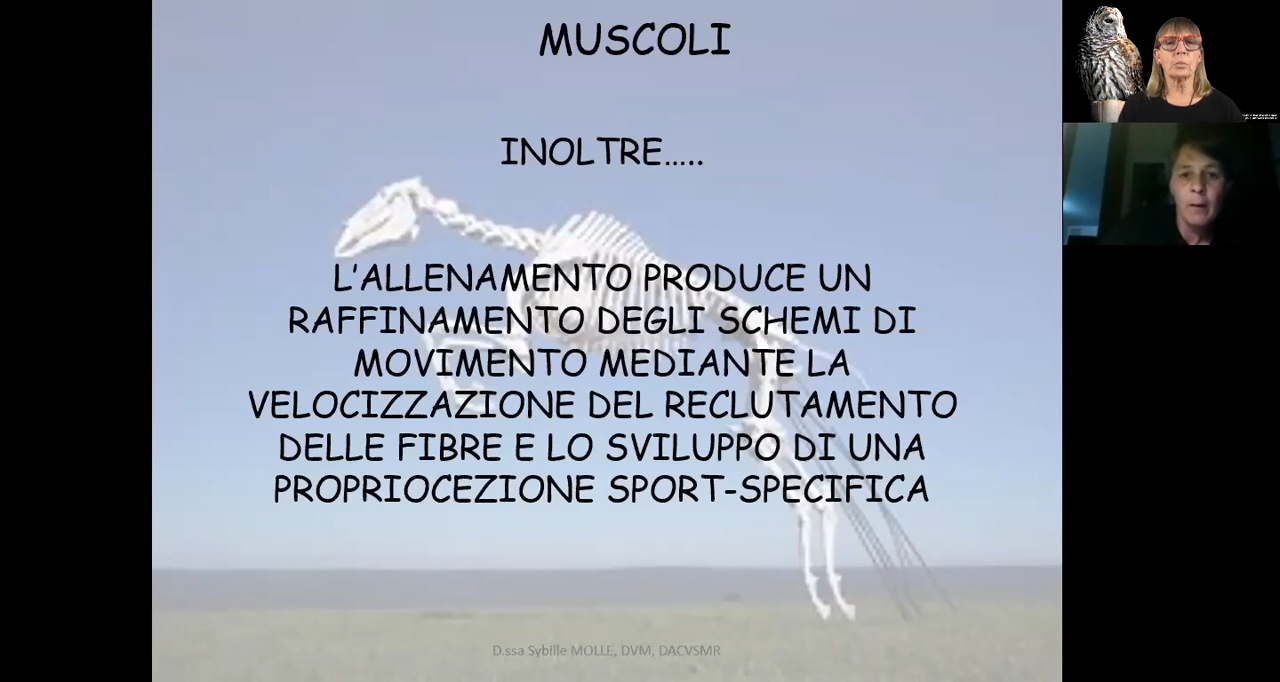 MUSCOLI
INOLTRE.....
L'ALLENAMENTO PRODUCE UN
RAFFINAMENTO DEGLI SCHEMI DI
MOVIMENTO MEDIANTE LA
VELOCIZZAZIONE DEL RECLUTAMENTO
DELLE FIBRE E LO SVILUPPO DI UNA
PROPRIOCEZIONE SPORT-SPECIFICA
D.ssa Sybille MOLLE, DVM, DACVSMR